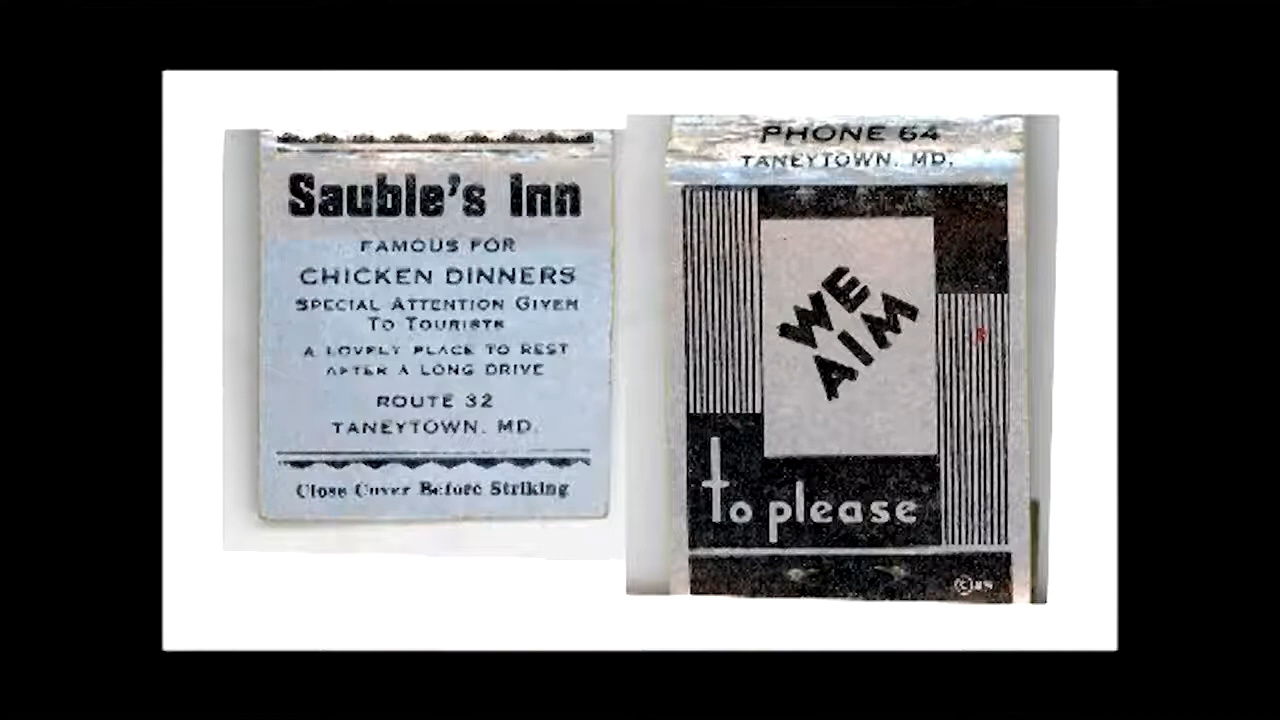 Sauble's Inn
FAMOUS FOR
CHICKEN DINNERS
SPECIAL ATTENTION GIVEN
TO TOURISTS
A LOVELY PLACE TO REST
AFTER A LONG DRIVE
ROUTE 32
TANEYTOWN, MD.
Close Cover Before Striking
PHONE 64
TANEYTOWN, MD.
WE
AIM
to please